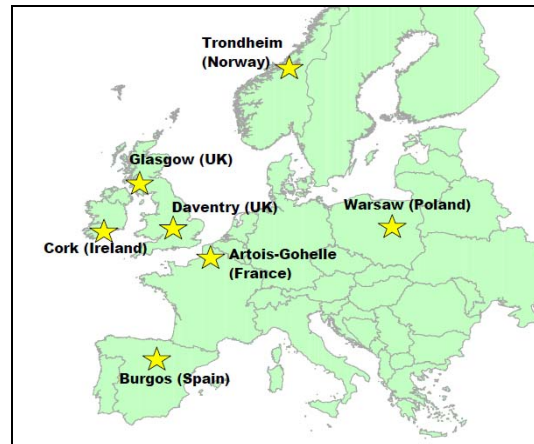 Trondheim
(Norway)
Glasgow (UK)
Daventry (UK)
Warsaw (Poland)
Cork (Ireland)
Artois-Gohelle
(France)
Burgos (Spain)